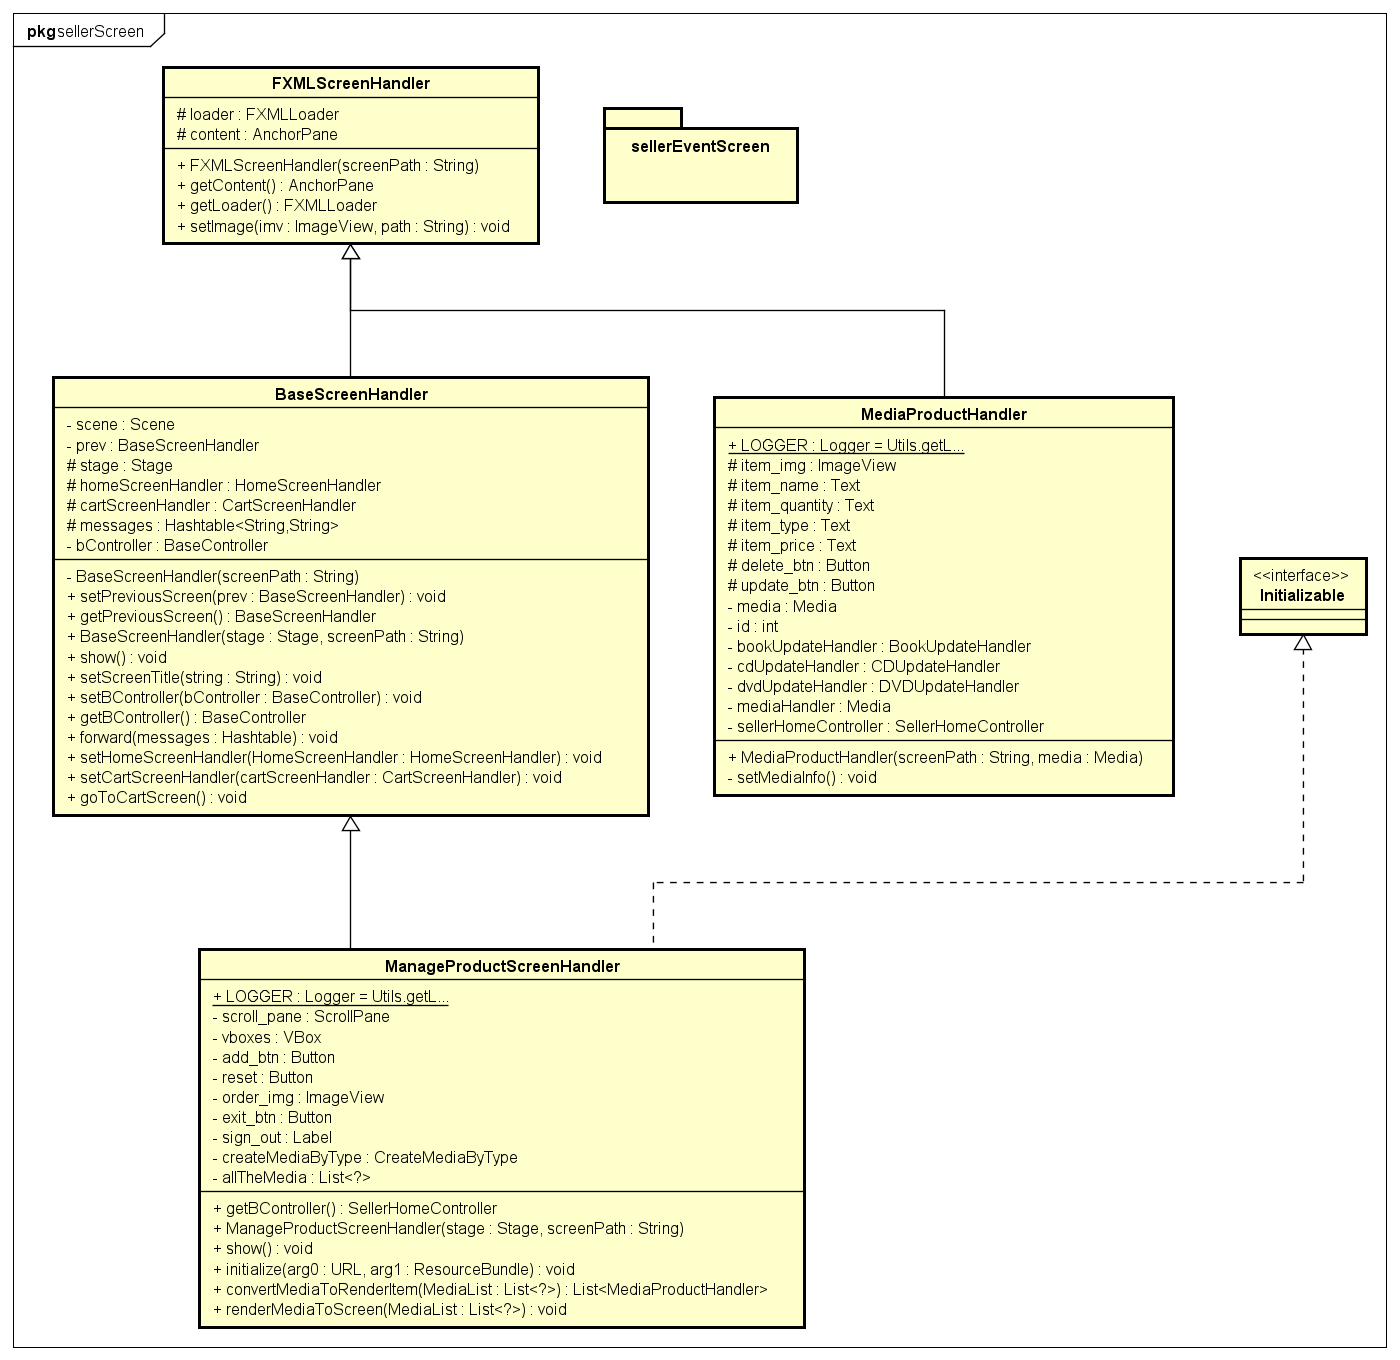 pkg sellerScreen
FXMLScreenHandler
# loader : FXMLLoader
# content : AnchorPane
+ FXMLScreenHandler(screenPath : String)
+ getContent() : AnchorPane
+ getLoader() : FXMLLoader
+ setImage(imv : ImageView, path : String) : void
sellerEventScreen
BaseScreenHandler
- scene : Scene
- prev : BaseScreenHandler
# stage : Stage
# homeScreenHandler : HomeScreenHandler
# cartScreenHandler : CartScreenHandler
# messages : Hashtable<String,String>
- bController : BaseController
- BaseScreenHandler(screenPath : String)
+ setPreviousScreen(prev : BaseScreenHandler) : void
+ getPreviousScreen() : BaseScreenHandler
+ BaseScreenHandler(stage : Stage, screenPath : String)
+ show() : void
+ setScreenTitle(string : String) : void
+ setBController(bController : BaseController) : void
+ getBController() : BaseController
+ forward(messages : Hashtable) : void
+ setHomeScreenHandler(HomeScreenHandler : HomeScreenHandler) : void
+ setCartScreenHandler(cartScreenHandler : CartScreenHandler) : void
+ goToCartScreen() : void
MediaProductHandler
+ LOGGER : Logger = Utils.getL...
# item_img : ImageView
# item_name : Text
# item_quantity : Text
# item_type : Text
# item_price : Text
# delete_btn : Button
# update_btn : Button
- media : Media
- id : int
- bookUpdateHandler : BookUpdateHandler
- cdUpdateHandler : CDUpdateHandler
- dvdUpdateHandler : DVDUpdateHandler
- mediaHandler : Media
- sellerHomeController : SellerHomeController
+ MediaProductHandler(screenPath : String, media : Media)
- setMediaInfo() : void
<<interface>>
Initializable
ManageProductScreenHandler
+ LOGGER : Logger = Utils.getL...
- scroll_pane : ScrollPane
- vboxes : VBox
- add_btn : Button
- reset : Button
- order_img : ImageView
- exit_btn : Button
- sign_out : Label
- createMediaByType : CreateMediaByType
- allTheMedia : List<?>
+ getBController() : SellerHomeController
+ ManageProductScreenHandler(stage : Stage, screenPath : String)
+ show() : void
+ initialize(arg0 : URL, arg1 : ResourceBundle) : void
+ convertMediaToRenderItem(MediaList : List<?>) : List<MediaProductHandler>
+ renderMediaToScreen(MediaList : List<?>) : void